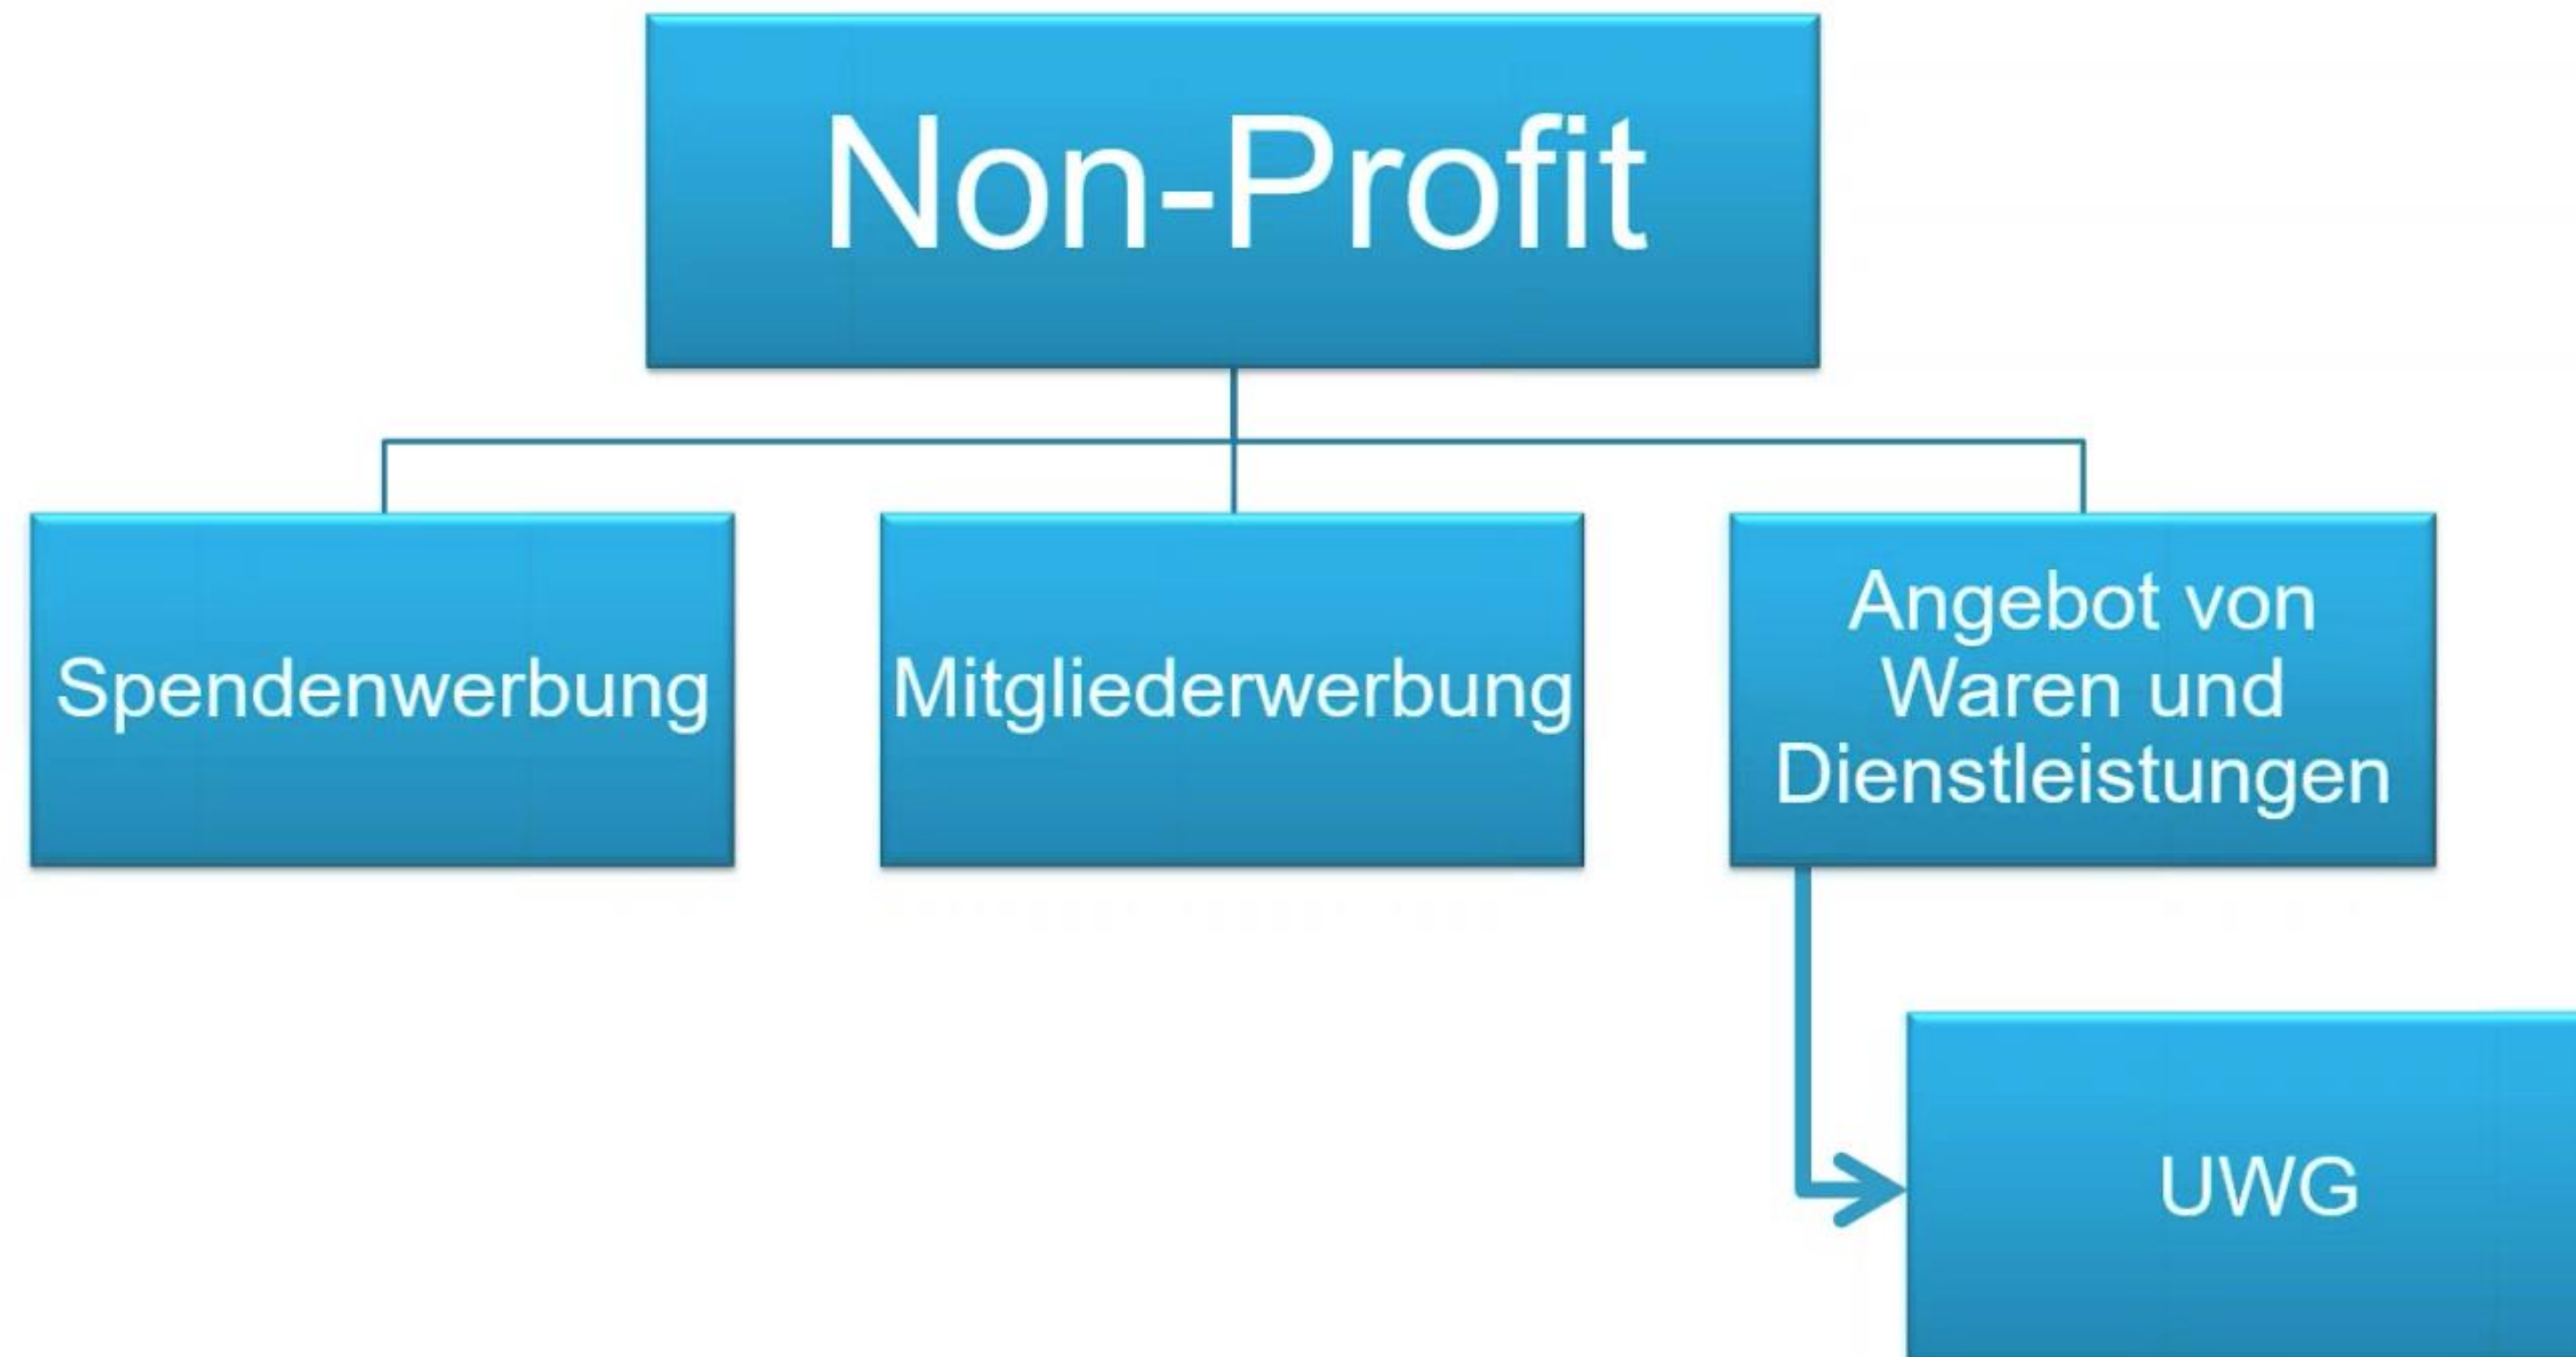 Non-Profit
Spendenwerbung
Mitgliederwerbung
Angebot von
Waren und
Dienstleistungen
UWG